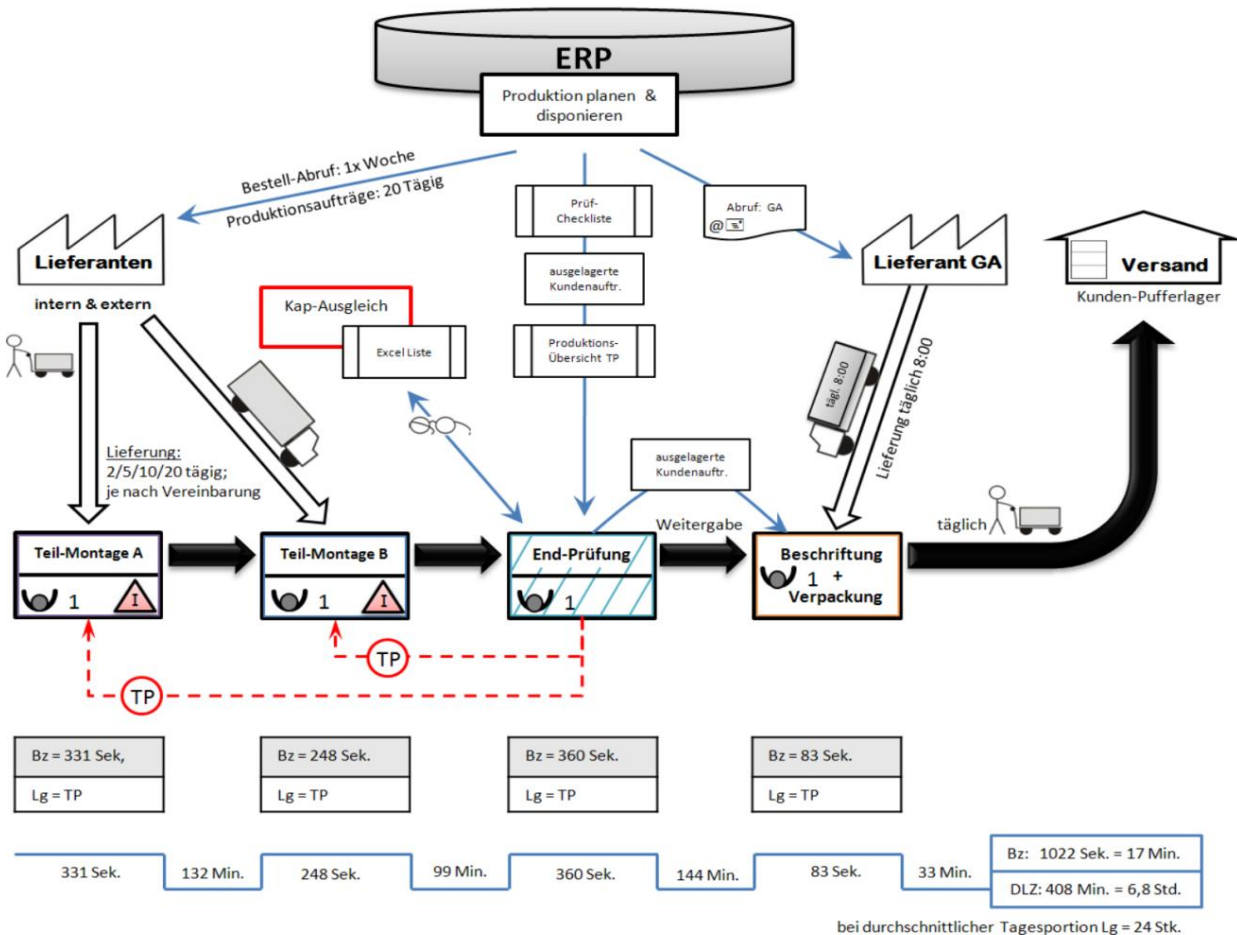 ERP
Produktion planen &
disponieren
Bestell-Abruf: 1x Woche
Produktionsaufträge: 20 Tägig
Prüf-
Checkliste
Abruf: GA
@
ausgelagerte
Kundenauftr.
Produktions-
Übersicht TP
Lieferanten
intern & extern
Kap-Ausgleich
Excel Liste
Lieferant GA
Versand
Kunden-Pufferlager
tägl. 8:00
Lieferung täglich 8:00
Lieferung:
2/5/10/20 tägig;
je nach Vereinbarung
ausgelagerte
Kundenauftr.
Weitergabe
täglich
Teil-Montage A
1
I
Teil-Montage B
1
I
End-Prüfung
1
Beschriftung
1 +
Verpackung
TP
TP
Bz = 331 Sek,
Lg = TP
Bz = 248 Sek.
Lg = TP
Bz = 360 Sek.
Lg = TP
Bz = 83 Sek.
Lg = TP
331 Sek.
132 Min.
248 Sek.
99 Min.
360 Sek.
144 Min.
83 Sek.
33 Min.
Bz: 1022 Sek. = 17 Min.
DLZ: 408 Min. = 6,8 Std.
bei durchschnittlicher Tagesportion Lg = 24 Stk.